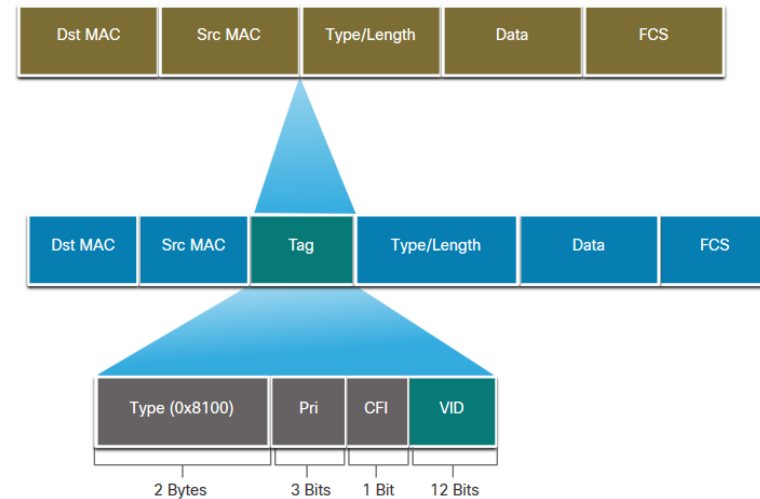 Dst MAC Src MAC Type/Length Data FCS
Dst MAC Src MAC Tag Type/Length Data FCS
Type (0x8100) Pri CFI VID
2 Bytes 3 Bits 1 Bit 12 Bits